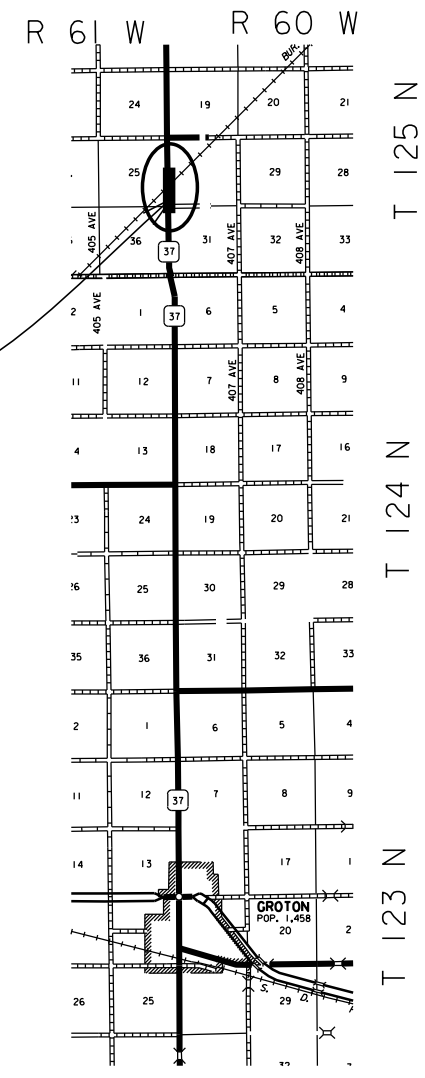 R 61 W R 60 W
BUR.
24 19 20 21
T 125 N
25 29 28
405 AVE 36 31 407 AVE 32 408 AVE 33
37
405 AVE
2 1 6 5 4
37
11 12 7 407 AVE 8 408 AVE 9
4 13 18 17 16
T 124 N
23 24 19 20 21
26 25 30 29 28
35 36 31 32 33
2 1 6 5 4
11 12 37 7 8 9
14 13 17 1
T 123 N
GROTON
POP. 1,458
20 2
S. D.
26 25 29
32